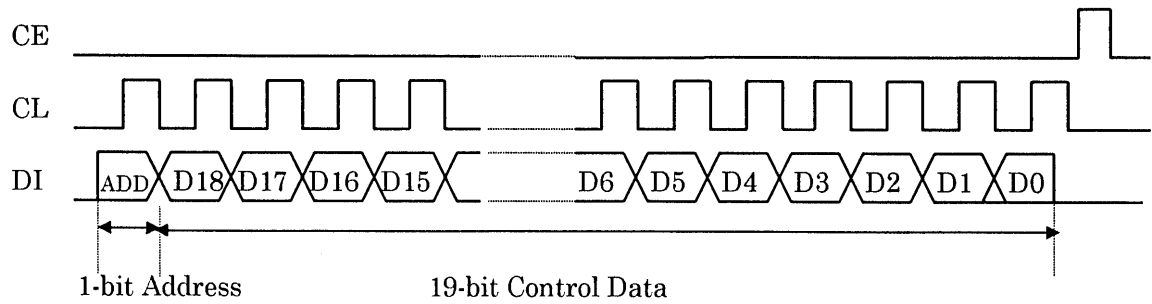 CE
CL
DI ADD D18 D17 D16 D15 D6 D5 D4 D3 D2 D1 D0
1-bit Address 19-bit Control Data